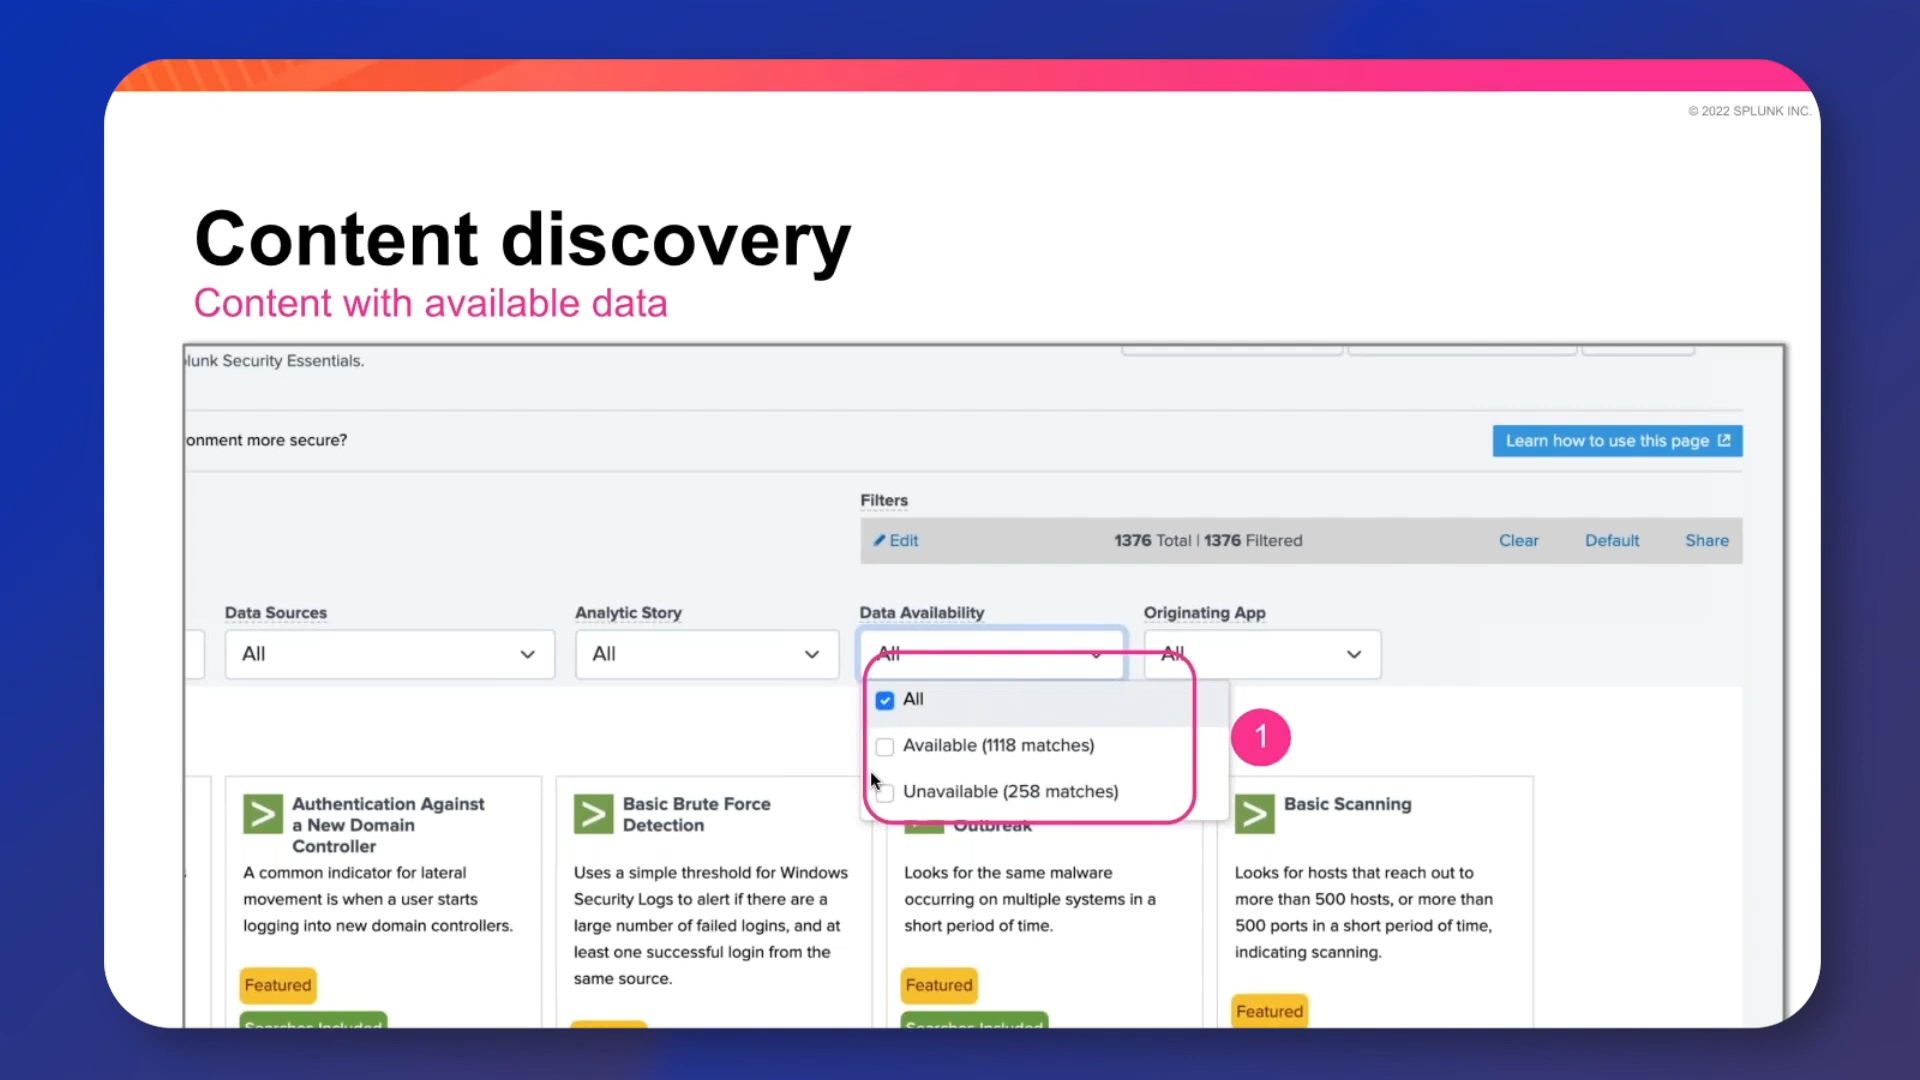 © 2022 SPLUNK INC.
Content discovery
Content with available data
lunk Security Essentials.
onment more secure?
Learn how to use this page
Filters
Edit
1376 Total | 1376 Filtered
Clear
Default
Share
Data Sources
Analytic Story
Data Availability
Originating App
All
All
All
All
All
Available (1118 matches)
Unavailable (258 matches)
1
Authentication Against
a New Domain
Controller
A common indicator for lateral
movement is when a user starts
logging into new domain controllers.
Featured
Searches Included
Basic Brute Force
Detection
Uses a simple threshold for Windows
Security Logs to alert if there are a
large number of failed logins, and at
least one successful login from the
same source.
Outbreak
Looks for the same malware
occurring on multiple systems in a
short period of time.
Featured
Searches Included
Basic Scanning
Looks for hosts that reach out to
more than 500 hosts, or more than
500 ports in a short period of time,
indicating scanning.
Featured